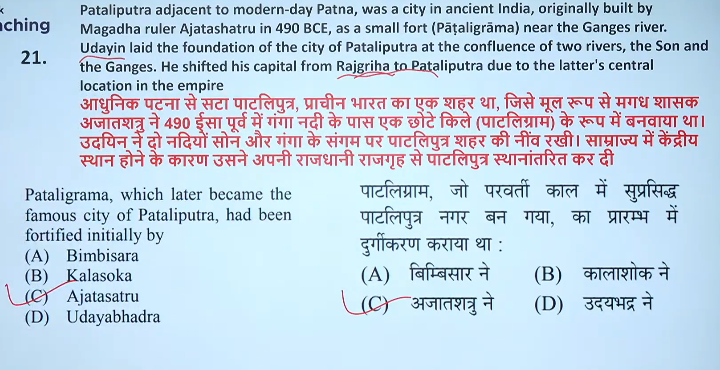 ching
21.
Pataliputra adjacent to modern-day Patna, was a city in ancient India, originally built by
Magadha ruler Ajatashatru in 490 BCE, as a small fort (Pāṭaligrāma) near the Ganges river.
Udayin laid the foundation of the city of Pataliputra at the confluence of two rivers, the Son and
the Ganges. He shifted his capital from Rajgriha to Pataliputra due to the latter's central
location in the empire
आधुनिक पटना से सटा पाटलिपुत्र, प्राचीन भारत का एक शहर था, जिसे मूल रूप से मगध शासक
अजातशत्रु ने 490 ईसा पूर्व में गंगा नदी के पास एक छोटे किले (पाटलिग्राम) के रूप में बनवाया था।
उदयिन ने दो नदियों सोन और गंगा के संगम पर पाटलिपुत्र शहर की नींव रखी। साम्राज्य में केंद्रीय
स्थान होने के कारण उसने अपनी राजधानी राजगृह से पाटलिपुत्र स्थानांतरित कर दी
Pataligrama, which later became the
famous city of Pataliputra, had been
fortified initially by
(A) Bimbisara
(B) Kalasoka
(C) Ajatasatru
(D) Udayabhadra
पाटलिग्राम, जो परवर्ती काल में सुप्रसिद्ध
पाटलिपुत्र नगर बन गया, का प्रारम्भ में
दुर्गीकरण कराया था :
(A) बिम्बिसार ने (B) कालाशोक ने
(C) अजातशत्रु ने (D) उदयभद्र ने